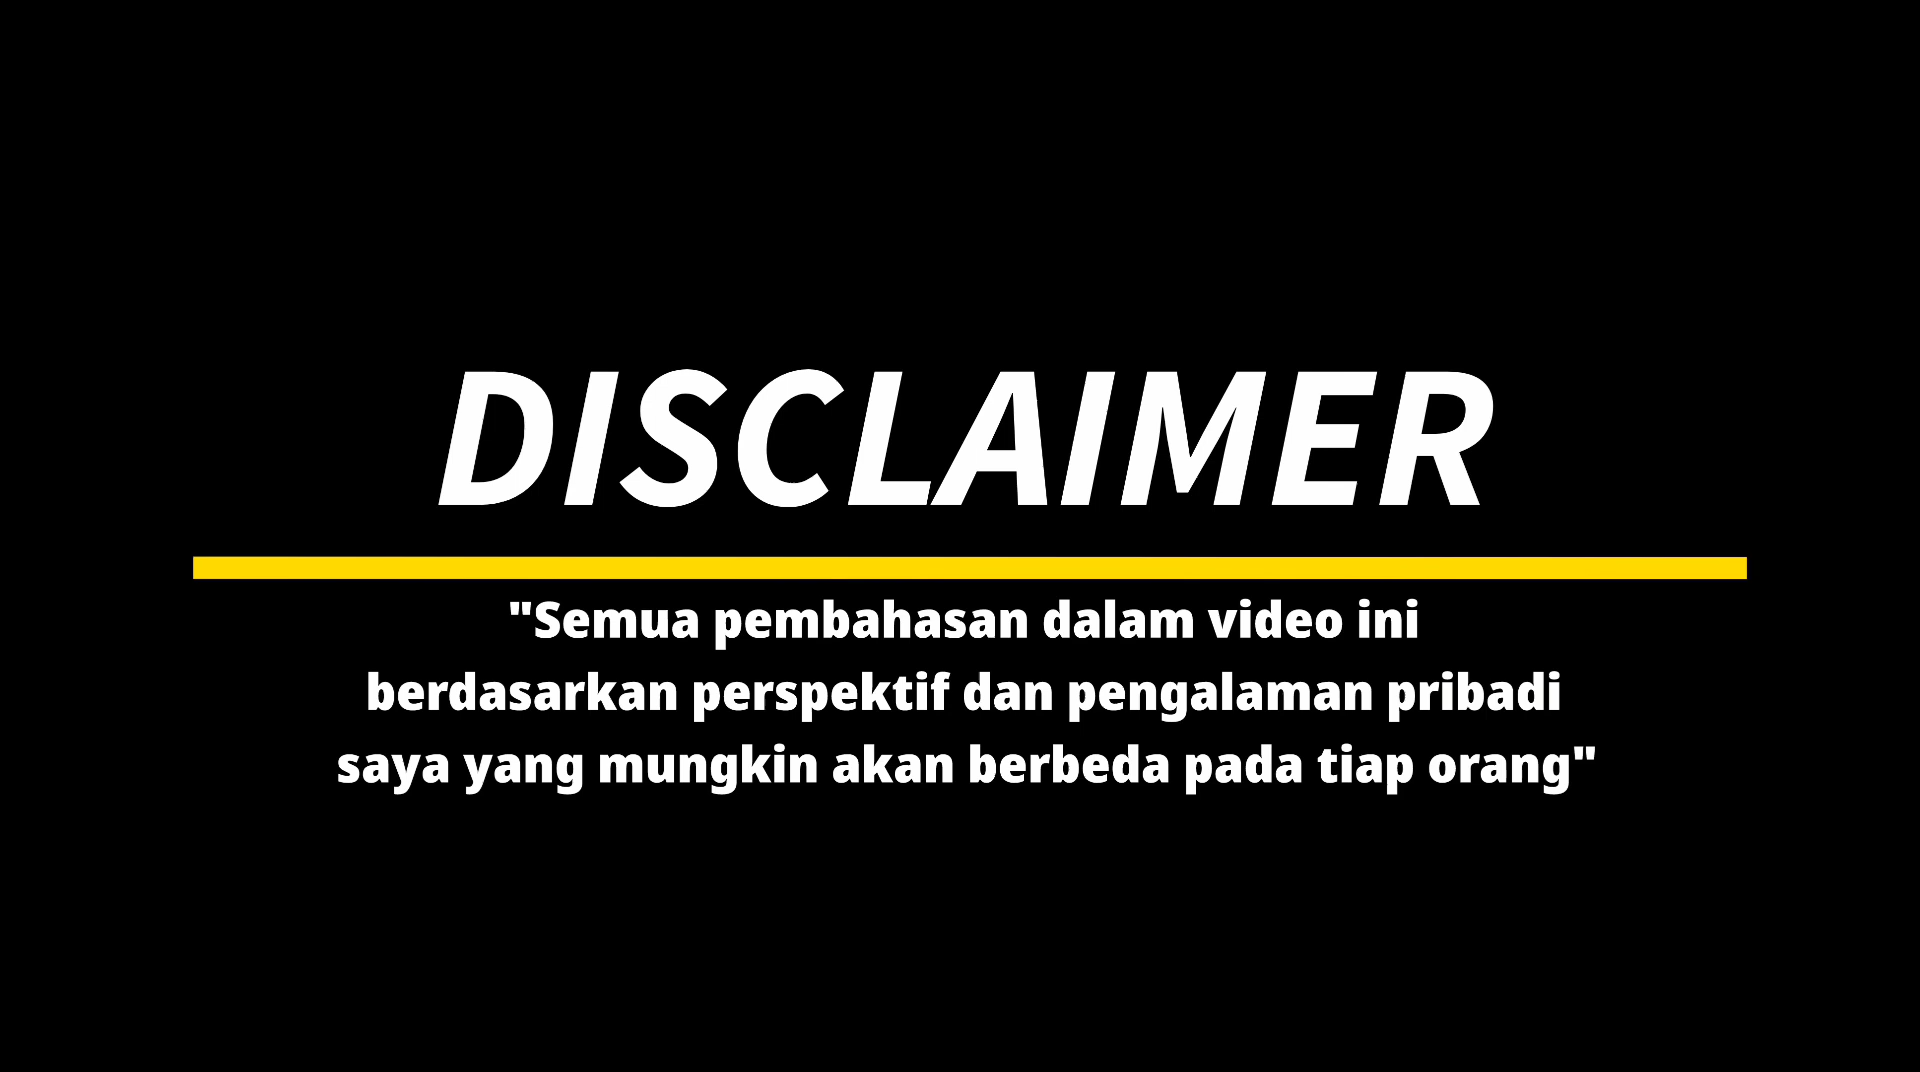 DISCLAIMER
"Semua pembahasan dalam video ini
berdasarkan perspektif dan pengalaman pribadi
saya yang mungkin akan berbeda pada tiap orang"